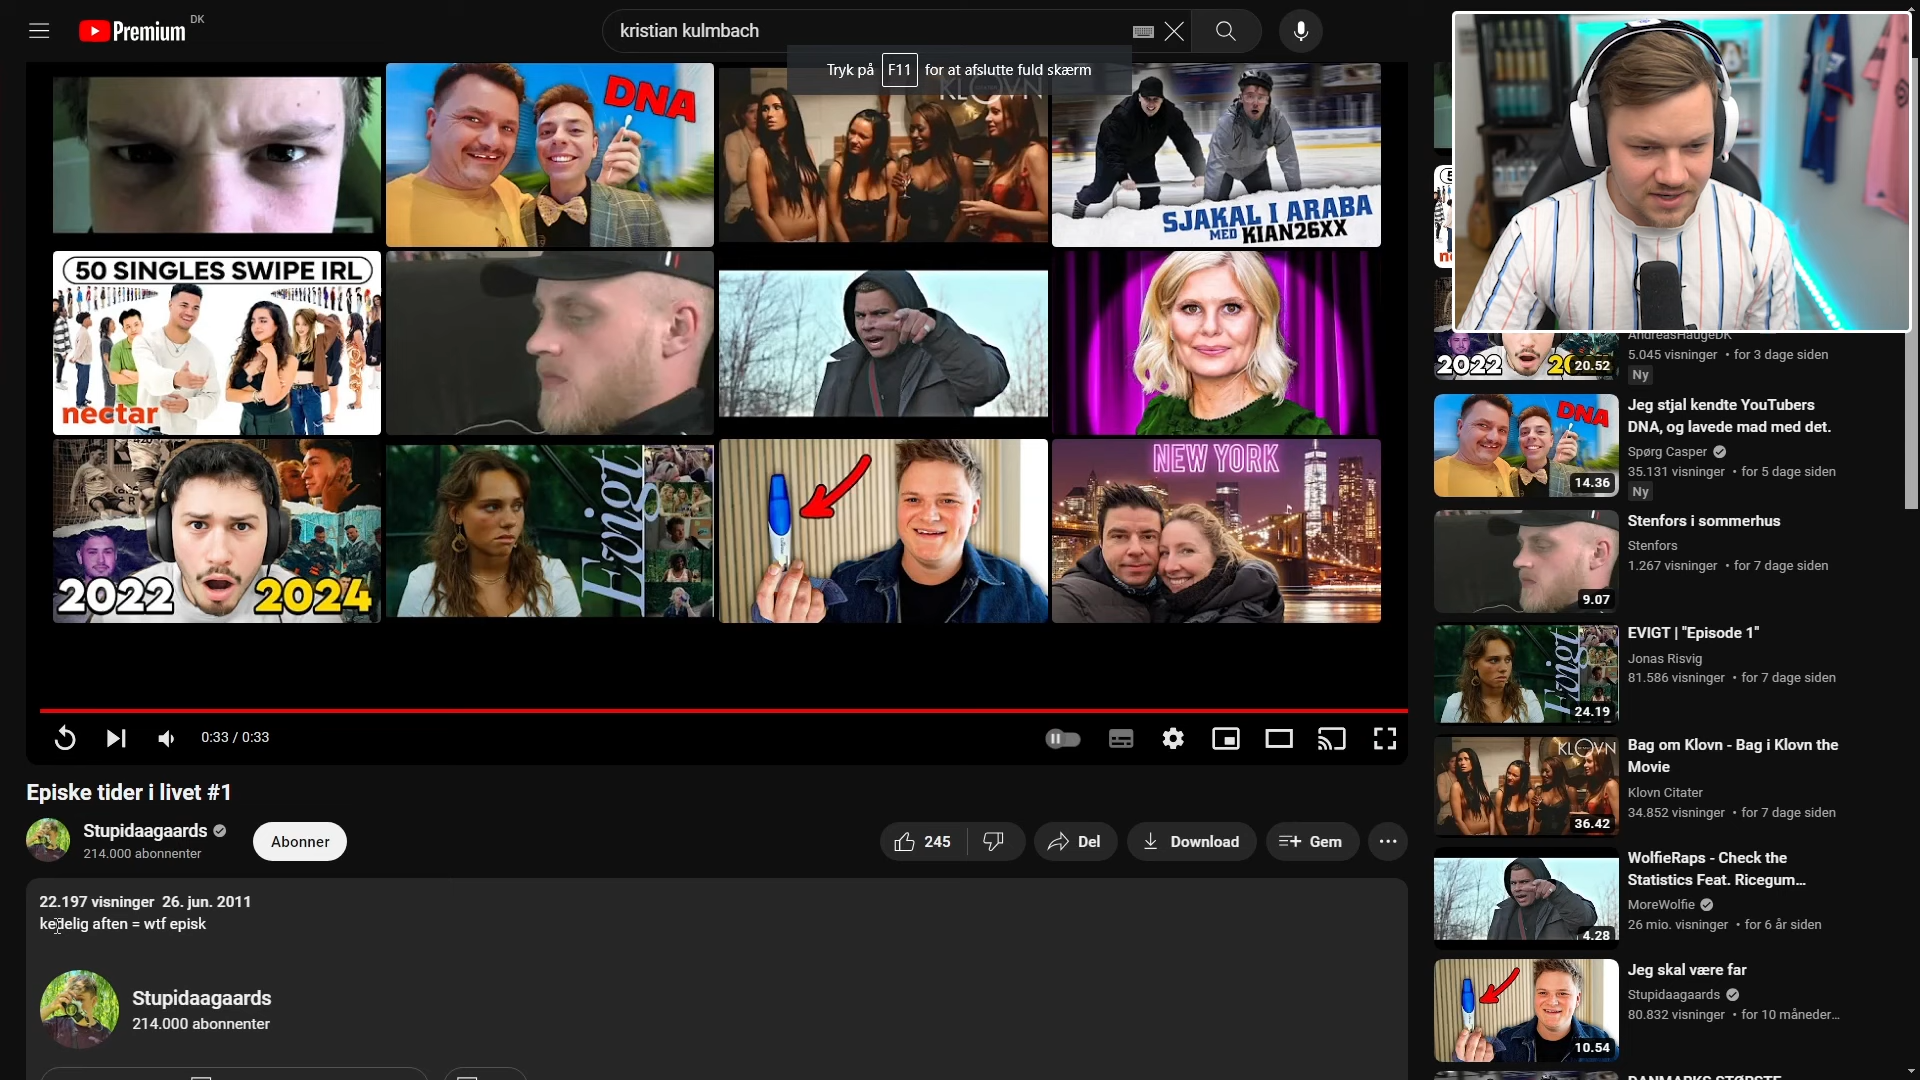 Premium
DK
kristian kulmbach
Tryk på F11 for at afslutte fuld skærm
DNA
KLOVN
SJAKAL I ARABA
MED KIAN26XX
50 SINGLES SWIPE IRL
nectar
2022 2024
Evigt
NEW YORK
0:33 / 0:33
Episke tider i livet #1
Stupidaagaards
214.000 abonnenter
Abonner
245
Del
Download
Gem
22.197 visninger 26. jun. 2011
kedelig aften = wtf episk
Stupidaagaards
214.000 abonnenter
AndreasHaugeDK
5.045 visninger • for 3 dage siden
Ny
2022
20.52
Jeg stjal kendte YouTubers
DNA, og lavede mad med det.
Spørg Casper
35.131 visninger • for 5 dage siden
Ny
DNA
14.36
Stenfors i sommerhus
Stenfors
1.267 visninger • for 7 dage siden
9.07
EVIGT | "Episode 1"
Jonas Risvig
81.586 visninger • for 7 dage siden
Evigt
24.19
Bag om Klovn - Bag i Klovn the
Movie
Klovn Citater
34.852 visninger • for 7 dage siden
KLOVN
36.42
WolfieRaps - Check the
Statistics Feat. Ricegum...
MoreWolfie
26 mio. visninger • for 6 år siden
4.28
Jeg skal være far
Stupidaagaards
80.832 visninger • for 10 måneder...
10.54
DANMARKS STØRSTE